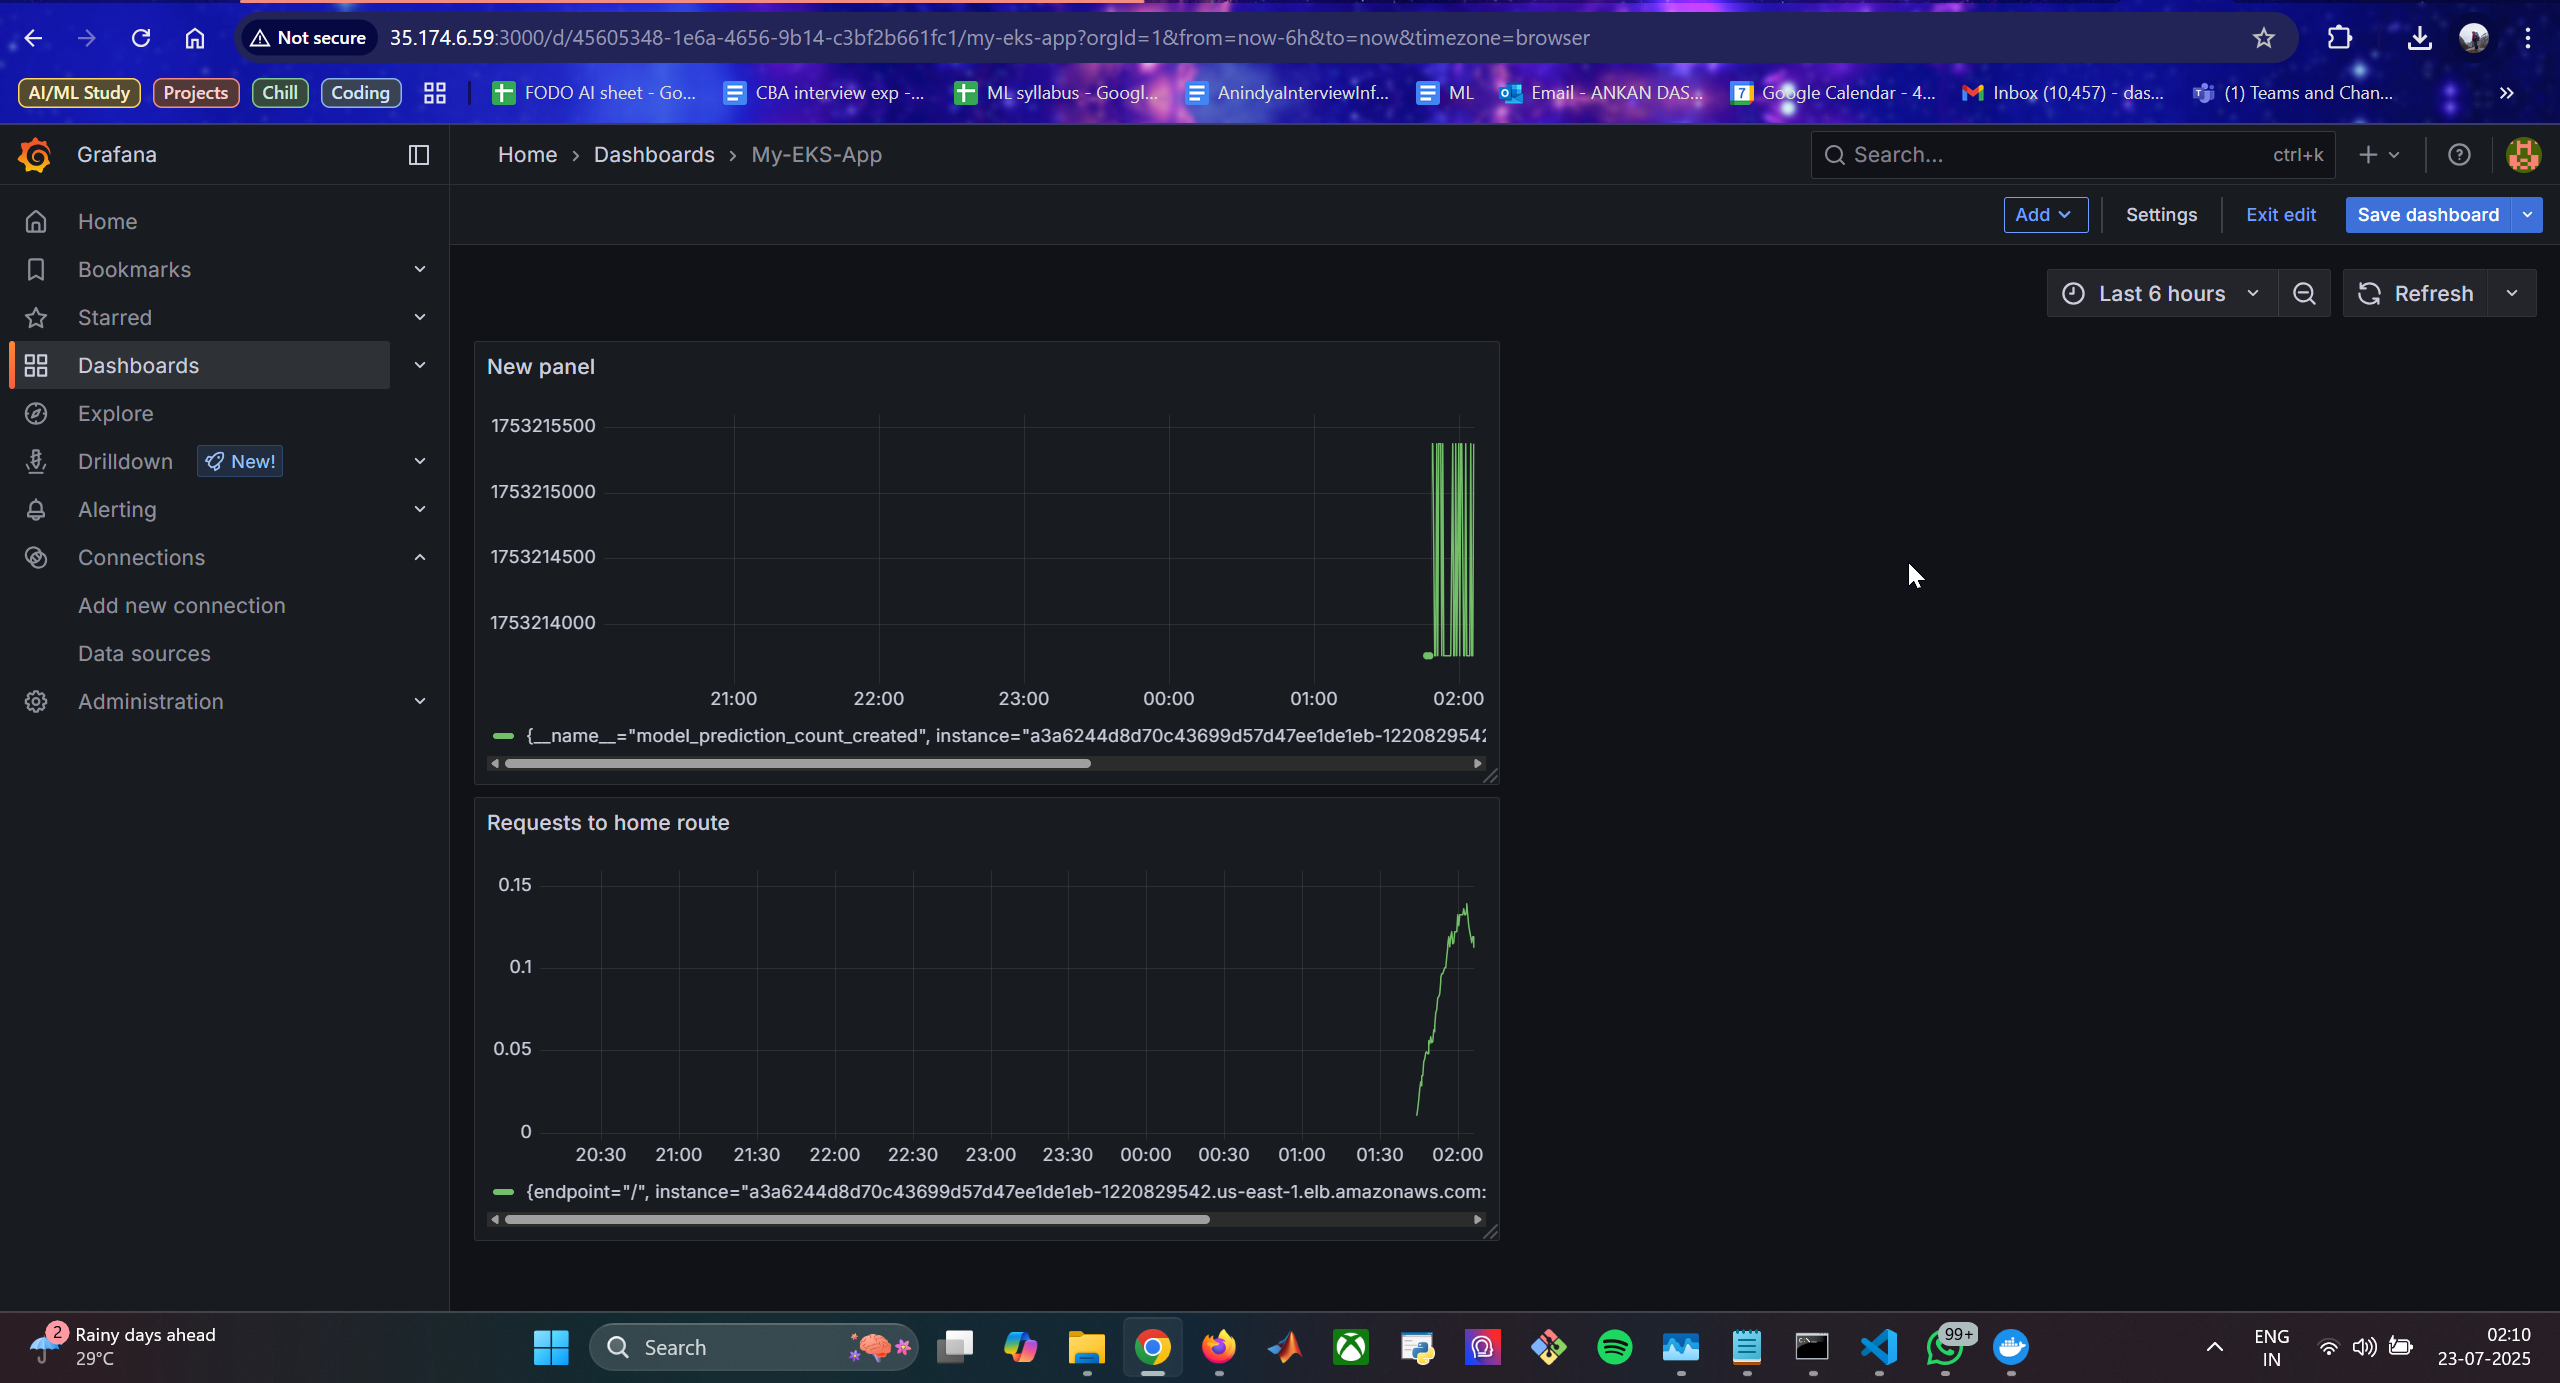 Not secure 35.174.6.59:3000/d/45605348-1e6a-4656-9b14-c3bf2b661fc1/my-eks-app?orgId=1&from=now-6h&to=now&timezone=browser
AI/ML Study Projects Chill Coding FODO AI sheet - Go... CBA interview exp -... ML syllabus - Googl... AnindyaInterviewInf... ML Email - ANKAN DAS... 7 Google Calendar - 4... Inbox (10,457) - das... (1) Teams and Chan... »
Grafana
Home › Dashboards › My-EKS-App
Search... ctrl+k
Add Settings Exit edit Save dashboard
Last 6 hours Refresh
Home
Bookmarks
Starred
Dashboards
Explore
Drilldown New!
Alerting
Connections
Add new connection
Data sources
Administration
New panel
1753215500
1753215000
1753214500
1753214000
21:00 22:00 23:00 00:00 01:00 02:00
{__name__="model_prediction_count_created", instance="a3a6244d8d70c43699d57d47ee1de1eb-1220829542
Requests to home route
0.15
0.1
0.05
0
20:30 21:00 21:30 22:00 22:30 23:00 23:30 00:00 00:30 01:00 01:30 02:00
{endpoint="/", instance="a3a6244d8d70c43699d57d47ee1de1eb-1220829542.us-east-1.elb.amazonaws.com:
2 Rainy days ahead
29°C
Search
99+
ENG
IN
02:10
23-07-2025